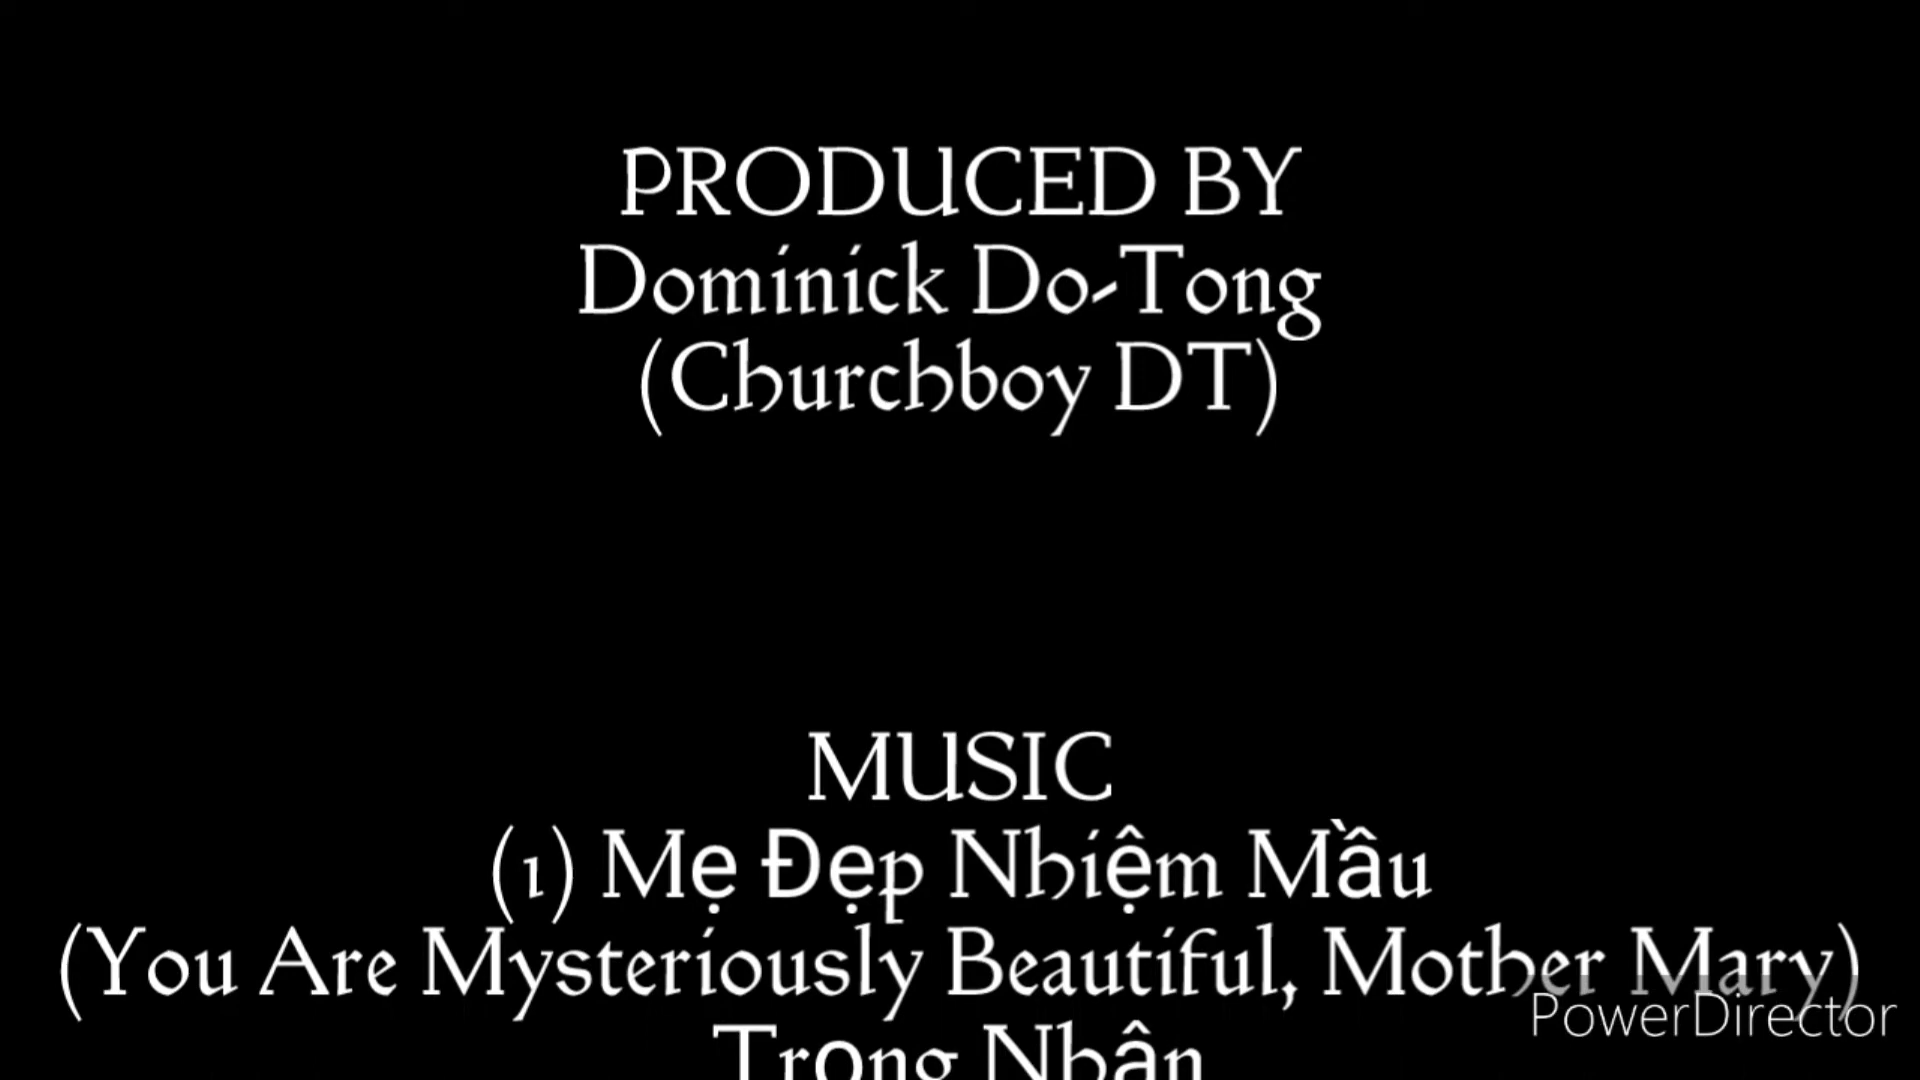 PRODUCED BY
Dominick Do-Tong
(Churchboy DT)
MUSIC
(1) Mẹ Đẹp Nhiệm Mầu
(You Are Mysteriously Beautiful, Mother Mary)
PowerDirector
Trọng Nhân